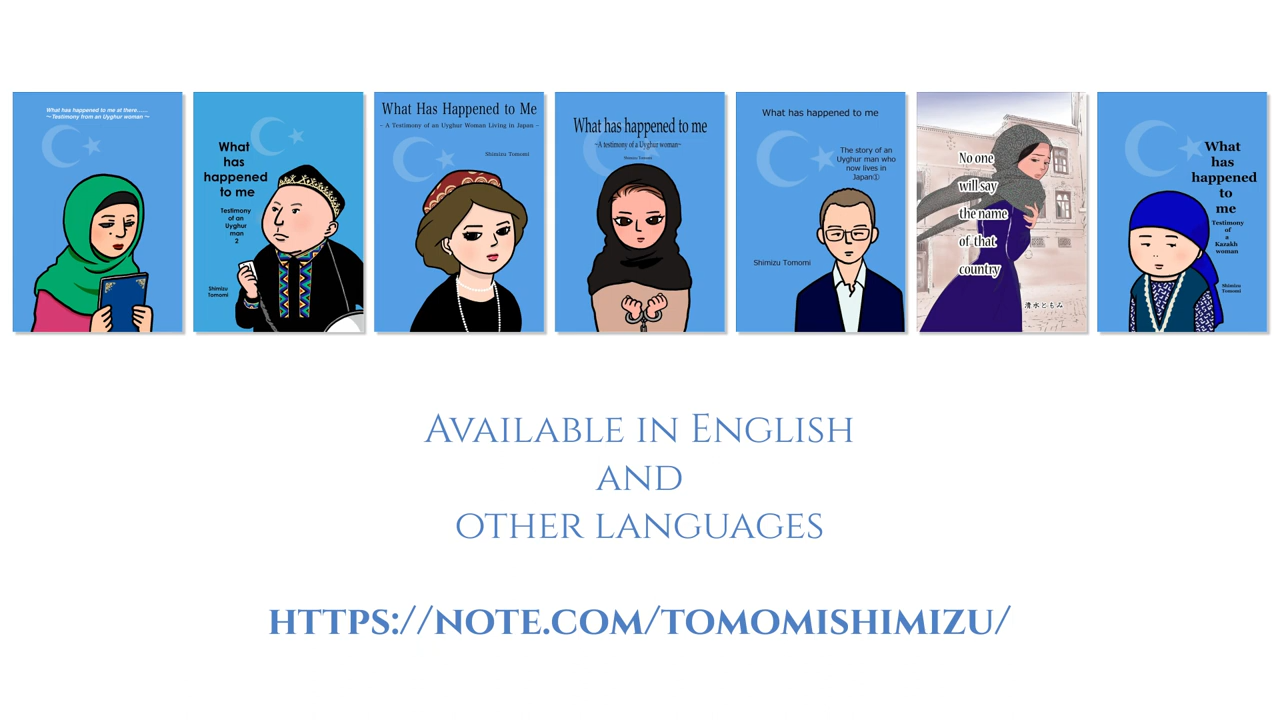 What has happened to me at there......
～Testimony from an Uyghur woman～
What
has
happened
to me
Testimony
of an
Uyghur
man
2
Shimizu
Tomomi
What Has Happened to Me
– A Testimony of an Uyghur Woman Living in Japan –
Shimizu Tomomi
What has happened to me
~A testimony of a Uyghur woman~
Shimizu Tomomi
What has happened to me
The story of an
Uyghur man who
now lives in
Japan①
Shimizu Tomomi
No one
will say
the name
of that
country
清水ともみ
What
has
happened
to
me
Testimony
of
a
Kazakh
woman
Shimizu
Tomomi
Available in English
and
other languages
https://note.com/tomomishimizu/